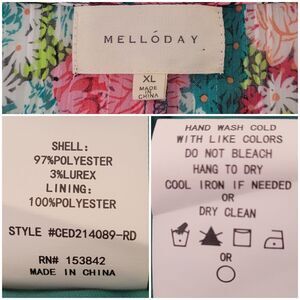 MELLÓDAY
XL
MADE
IN
CHINA
SHELL:
97%POLYESTER
3%LUREX
LINING:
100%POLYESTER
STYLE #CED214089-RD
RN# 153842
MADE IN CHINA
HAND WASH COLD
WITH LIKE COLORS
DO NOT BLEACH
HANG TO DRY
COOL IRON IF NEEDED
OR
DRY CLEAN
OR